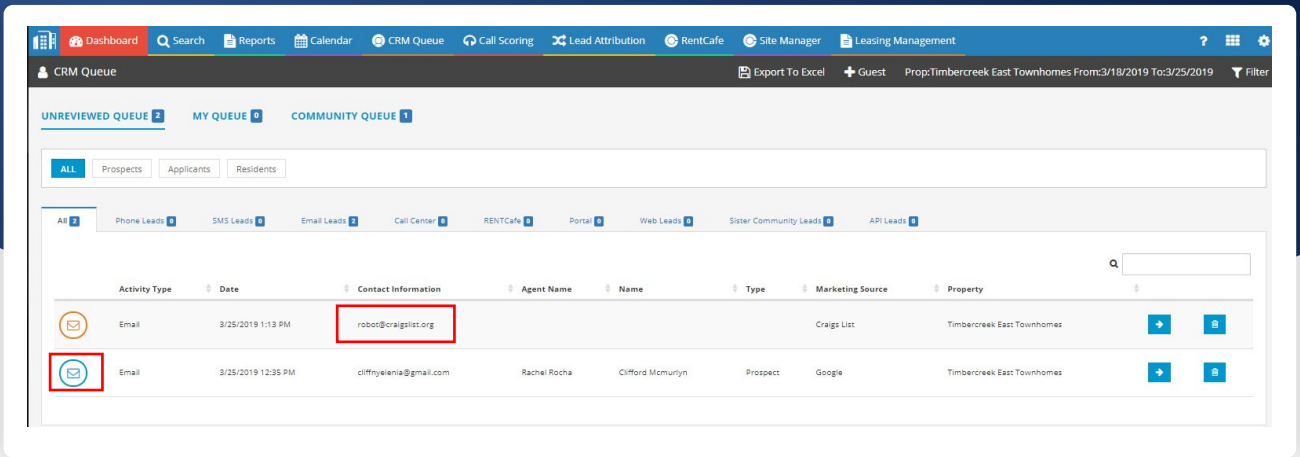 Dashboard Search Reports Calendar CRM Queue Call Scoring Lead Attribution RentCafe Site Manager Leasing Management ?
CRM Queue Export To Excel Guest Prop:Timbercreek East Townhomes From:3/18/2019 To:3/25/2019 Filter
UNREVIEWED QUEUE 2 MY QUEUE 0 COMMUNITY QUEUE 1
ALL Prospects Applicants Residents
All 2 Phone Leads 0 SMS Leads 0 Email Leads 2 Call Center 0 RENTCafe 0 Portal 0 Web Leads 0 Sister Community Leads 0 API Leads 0
Activity Type Date Contact Information Agent Name Name Type Marketing Source Property
Email 3/25/2019 1:13 PM robot@craigslist.org Craigs List Timbercreek East Townhomes
Email 3/25/2019 12:35 PM cliffnyelenia@gmail.com Rachel Rocha Clifford Mcmurlyn Prospect Google Timbercreek East Townhomes